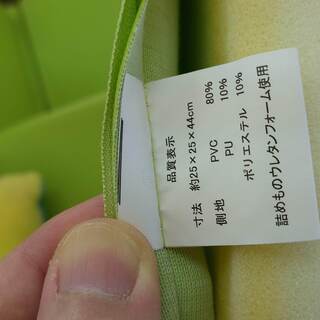 品質表示
寸法 約25×25×44cm
側地 PVC 80%
PU 10%
ポリエステル 10%
詰めものウレタンフォーム使用